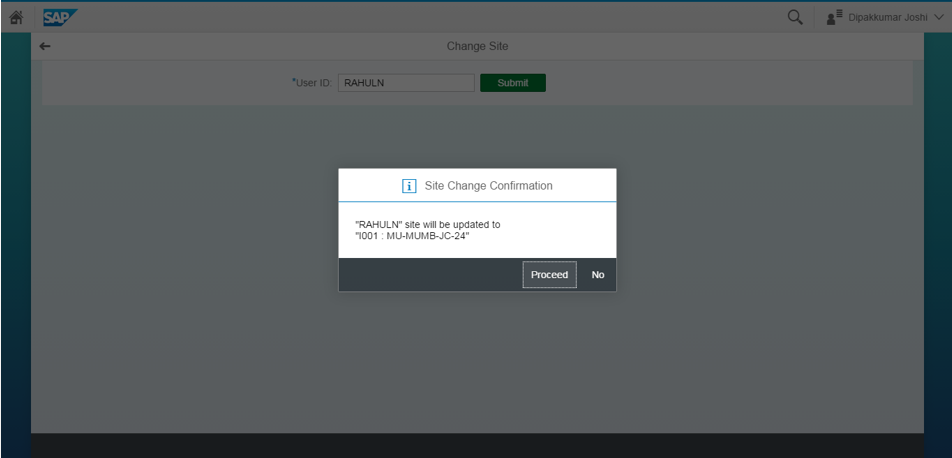 SAP
Dipakkumar Joshi
Change Site
*User ID: RAHULN Submit
Site Change Confirmation
"RAHULN" site will be updated to
"I001 : MU-MUMB-JC-24"
Proceed No